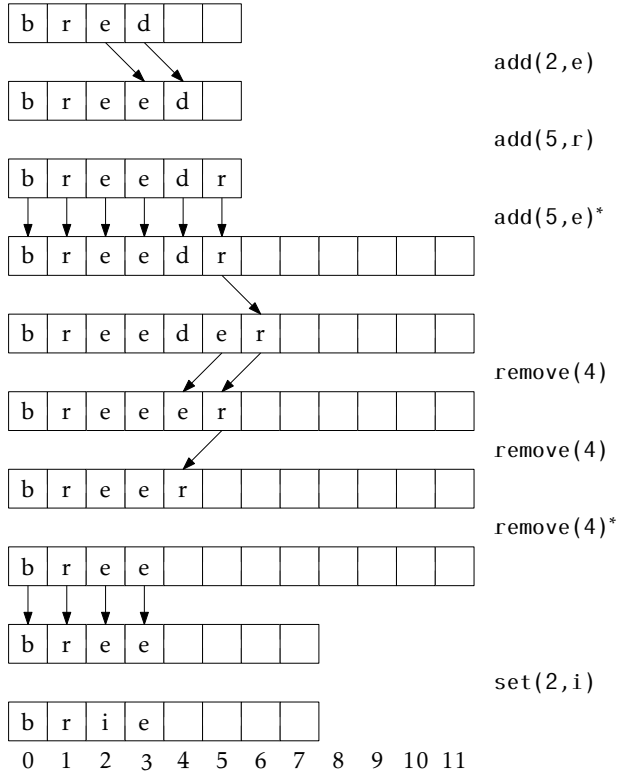 b r e d
add(2,e)
b r e e d
add(5,r)
b r e e d r
add(5,e)*
b r e e d r
b r e e d e r
remove(4)
b r e e e r
remove(4)
b r e e r
remove(4)*
b r e e
b r e e
set(2,i)
b r i e
0 1 2 3 4 5 6 7 8 9 10 11